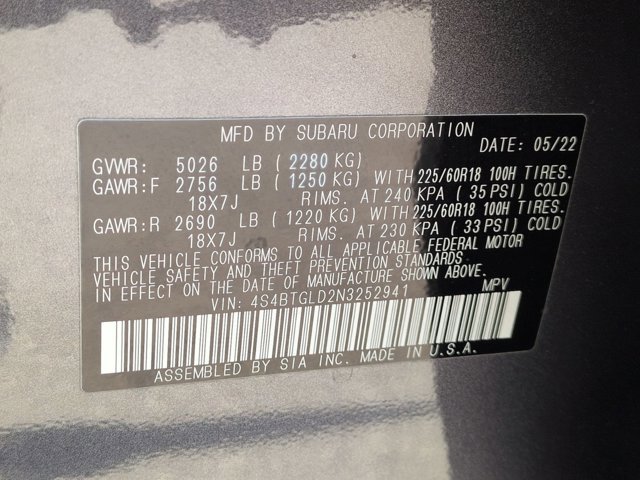 MFD BY SUBARU CORPORATION
DATE: 05/22
GVWR: 5026 LB ( 2280 KG)
GAWR:F 2756 LB ( 1250 KG) WITH 225/60R18 100H TIRES.
18X7J RIMS. AT 240 KPA ( 35 PSI) COLD
GAWR:R 2690 LB ( 1220 KG) WITH 225/60R18 100H TIRES.
18X7J RIMS. AT 230 KPA ( 33 PSI) COLD
THIS VEHICLE CONFORMS TO ALL APPLICABLE FEDERAL MOTOR
VEHICLE SAFETY AND THEFT PREVENTION STANDARDS
IN EFFECT ON THE DATE OF MANUFACTURE SHOWN ABOVE.
VIN: 4S4BTGLD2N3252941 MPV
ASSEMBLED BY SIA INC. MADE IN U.S.A.